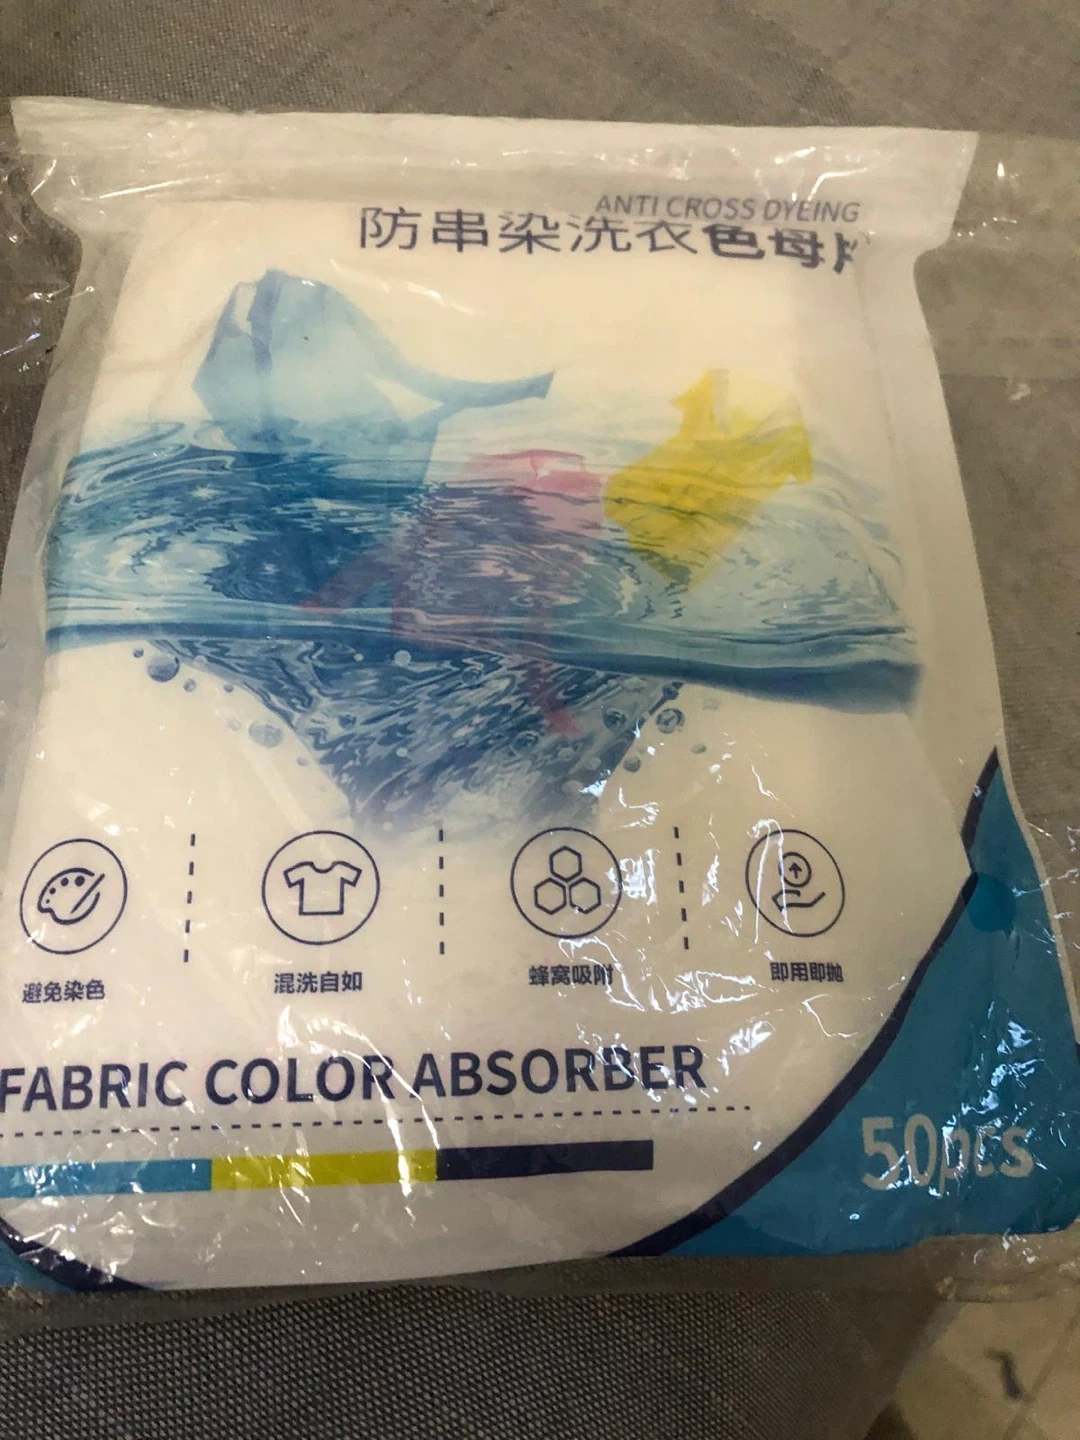 ANTI CROSS DYEING
防串染洗衣色母片
避免染色
混洗自如
蜂窝吸附
即用即抛
FABRIC COLOR ABSORBER
50pcs